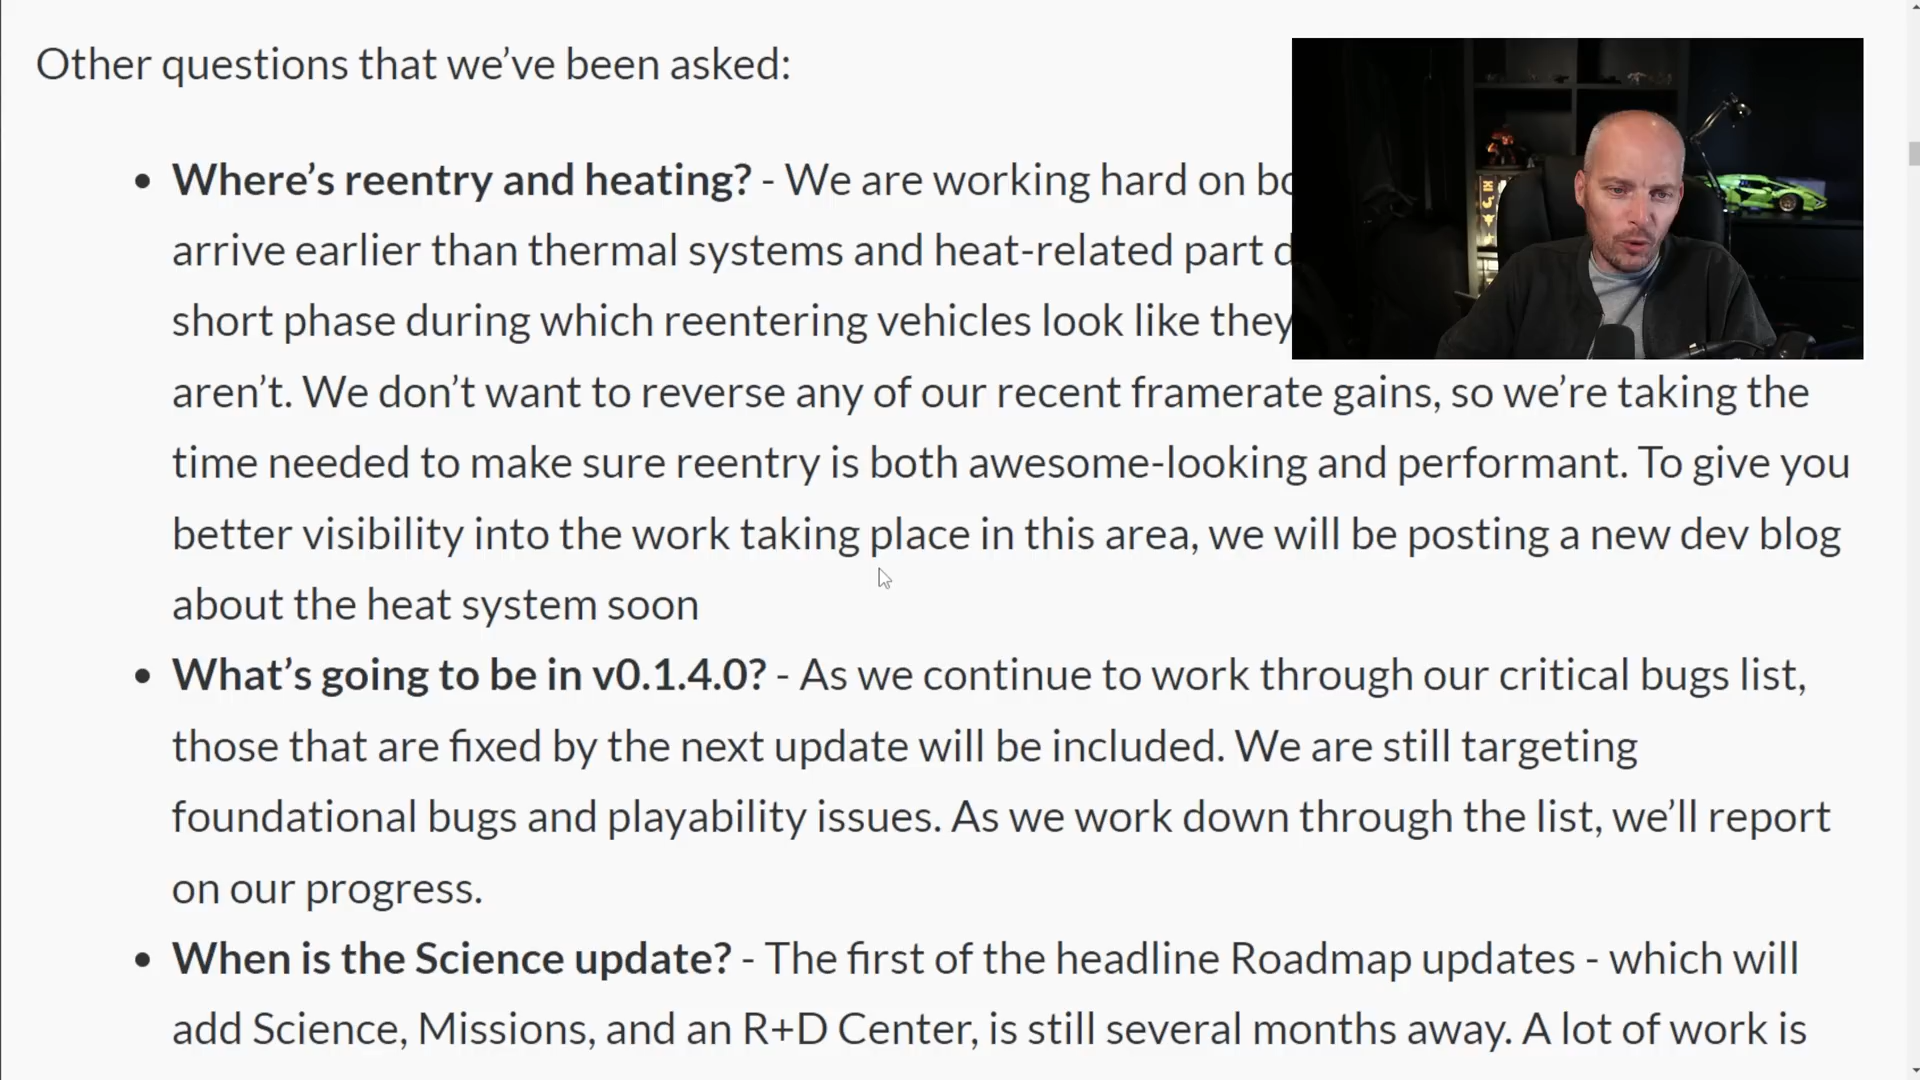 Other questions that we’ve been asked:
• Where’s reentry and heating? - We are working hard on
arrive earlier than thermal systems and heat-related part
short phase during which reentering vehicles look like they
aren’t. We don’t want to reverse any of our recent framerate gains, so we’re taking the
time needed to make sure reentry is both awesome-looking and performant. To give you
better visibility into the work taking place in this area, we will be posting a new dev blog
about the heat system soon
• What’s going to be in v0.1.4.0? - As we continue to work through our critical bugs list,
those that are fixed by the next update will be included. We are still targeting
foundational bugs and playability issues. As we work down through the list, we’ll report
on our progress.
• When is the Science update? - The first of the headline Roadmap updates - which will
add Science, Missions, and an R+D Center, is still several months away. A lot of work is